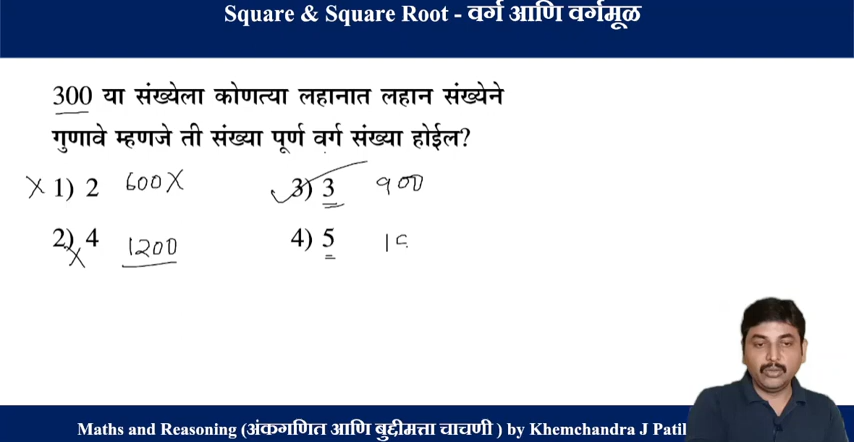 Square & Square Root - वर्ग आणि वर्गमूळ
300 या संख्येला कोणत्या लहानात लहान संख्येने
गुणावे म्हणजे ती संख्या पूर्ण वर्ग संख्या होईल?
X 1) 2 600 X
3) 3 900
2) 4 1200
X
4) 5
Maths and Reasoning (अंकगणित आणि बुद्दीमत्ता चाचणी ) by Khemchandra J Patil